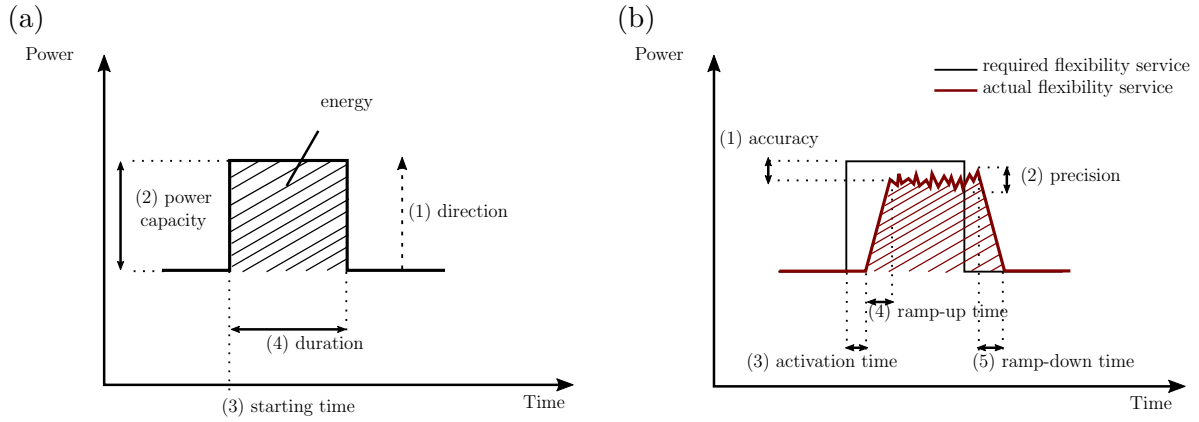 (a)
Power
energy
(2) power
capacity
(1) direction
(4) duration
(3) starting time
Time
(b)
Power
required flexibility service
actual flexibility service
(1) accuracy
(2) precision
(4) ramp-up time
(3) activation time
(5) ramp-down time
Time